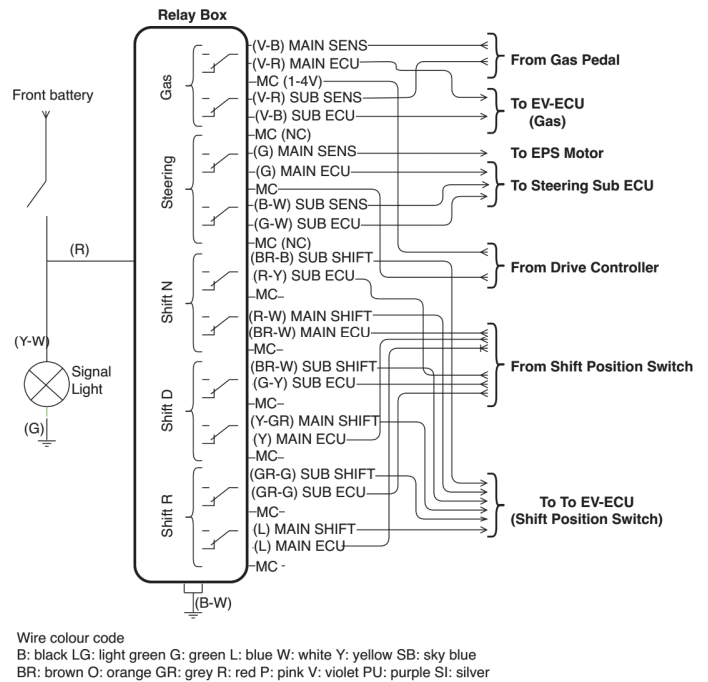 Relay Box
Front battery
(R)
(Y-W)
Signal
Light
(G)
Gas
Steering
Shift N
Shift D
Shift R
(V-B) MAIN SENS
(V-R) MAIN ECU
MC (1-4V)
(V-R) SUB SENS
(V-B) SUB ECU
MC (NC)
(G) MAIN SENS
(G) MAIN ECU
MC
(B-W) SUB SENS
(G-W) SUB ECU
MC (NC)
(BR-B) SUB SHIFT
(R-Y) SUB ECU
MC
(R-W) MAIN SHIFT
(BR-W) MAIN ECU
MC
(BR-W) SUB SHIFT
(G-Y) SUB ECU
MC
(Y-GR) MAIN SHIFT
(Y) MAIN ECU
MC
(GR-G) SUB SHIFT
(GR-G) SUB ECU
MC
(L) MAIN SHIFT
(L) MAIN ECU
MC
(B-W)
From Gas Pedal
To EV-ECU
(Gas)
To EPS Motor
To Steering Sub ECU
From Drive Controller
From Shift Position Switch
To To EV-ECU
(Shift Position Switch)
Wire colour code
B: black LG: light green G: green L: blue W: white Y: yellow SB: sky blue
BR: brown O: orange GR: grey R: red P: pink V: violet PU: purple SI: silver